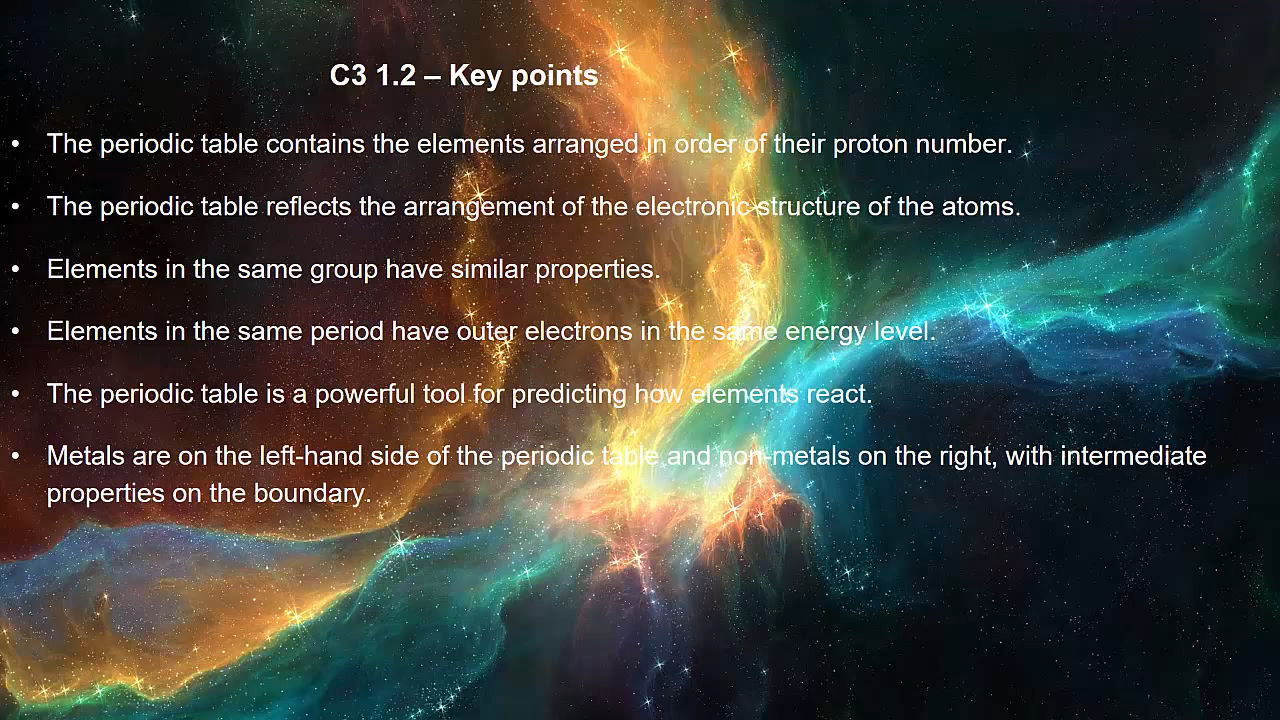 C3 1.2 – Key points
• The periodic table contains the elements arranged in order of their proton number.
• The periodic table reflects the arrangement of the electronic structure of the atoms.
• Elements in the same group have similar properties.
• Elements in the same period have outer electrons in the same energy level.
• The periodic table is a powerful tool for predicting how elements react.
• Metals are on the left-hand side of the periodic table and non-metals on the right, with intermediate
properties on the boundary.